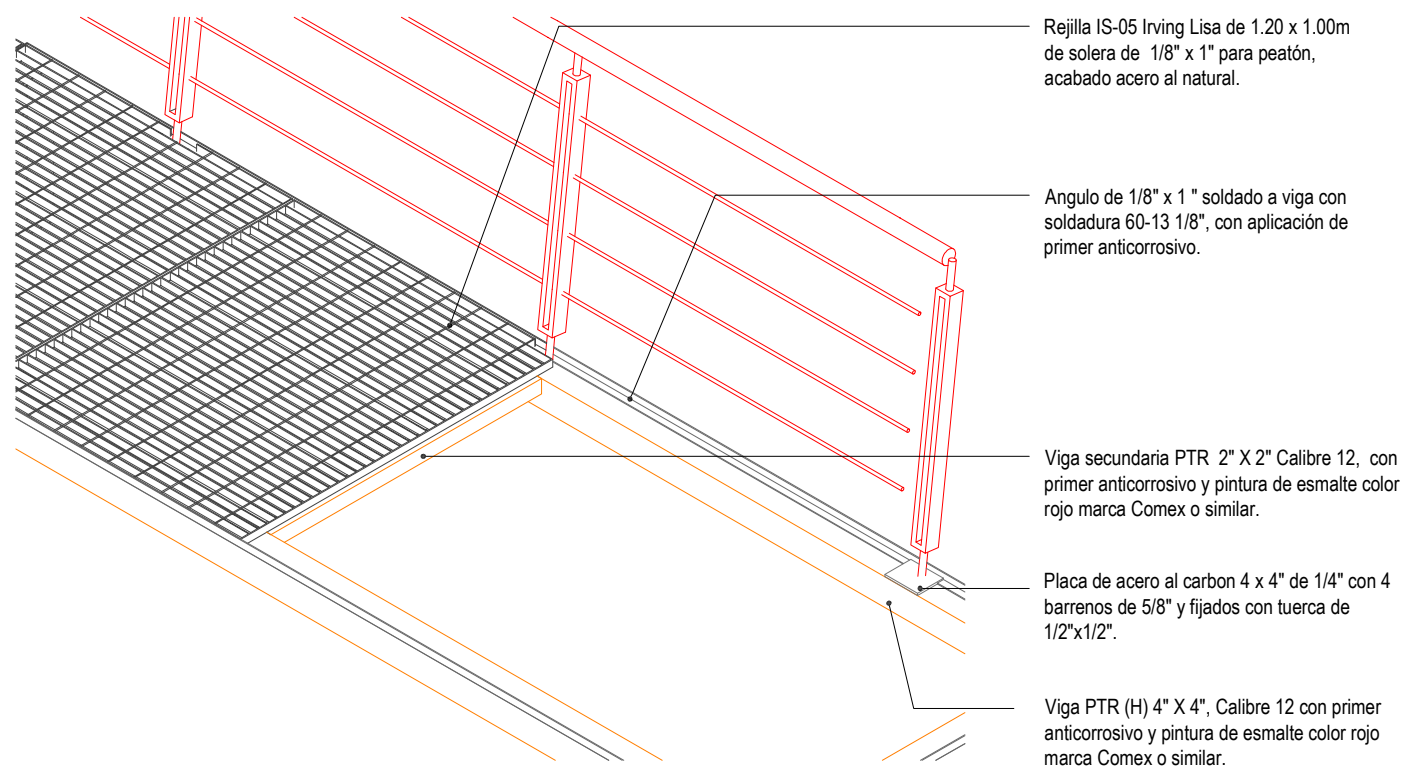 Rejilla IS-05 Irving Lisa de 1.20 x 1.00m
de solera de 1/8" x 1" para peatón,
acabado acero al natural.
Angulo de 1/8" x 1 " soldado a viga con
soldadura 60-13 1/8", con aplicación de
primer anticorrosivo.
Viga secundaria PTR 2" X 2" Calibre 12, con
primer anticorrosivo y pintura de esmalte color
rojo marca Comex o similar.
Placa de acero al carbon 4 x 4" de 1/4" con 4
barrenos de 5/8" y fijados con tuerca de
1/2"x1/2".
Viga PTR (H) 4" X 4", Calibre 12 con primer
anticorrosivo y pintura de esmalte color rojo
marca Comex o similar.